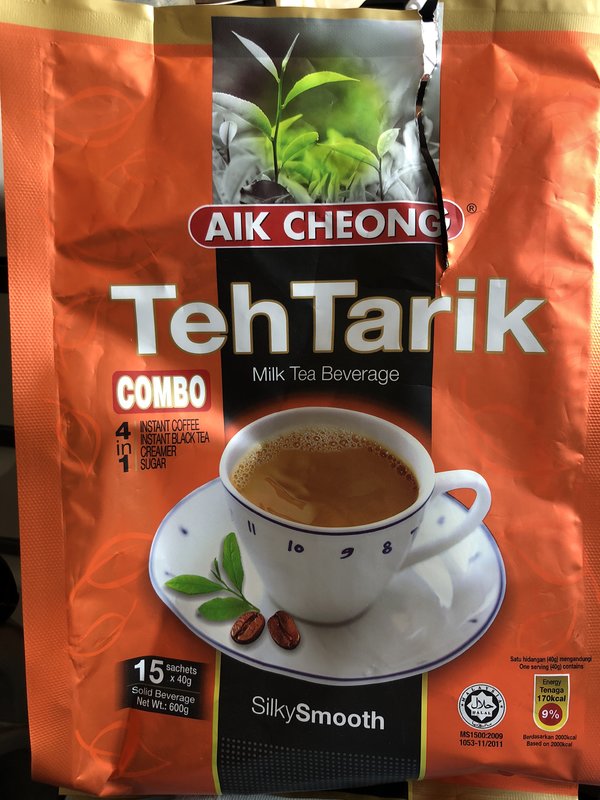 AIK CHEONG®
TehTarik
Milk Tea Beverage
COMBO
4 in 1
INSTANT COFFEE
INSTANT BLACK TEA
CREAMER
SUGAR
11 10 9 8 7
15 sachets x 40g
Solid Beverage
Net Wt.: 600g
SilkySmooth
Satu hidangan (40g) mengandungi
One serving (40g) contains
Energy
Tenaga
170kcal
9%
Berdasarkan 2000kcal
Based on 2000kcal
حلال
HALAL
MS1500:2009
1053-11/2011